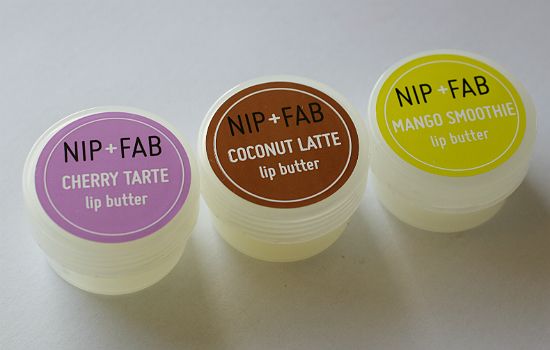 NIP+FAB
CHERRY TARTE
lip butter
NIP+FAB
COCONUT LATTE
lip butter
NIP+FAB
MANGO SMOOTHIE
lip butter